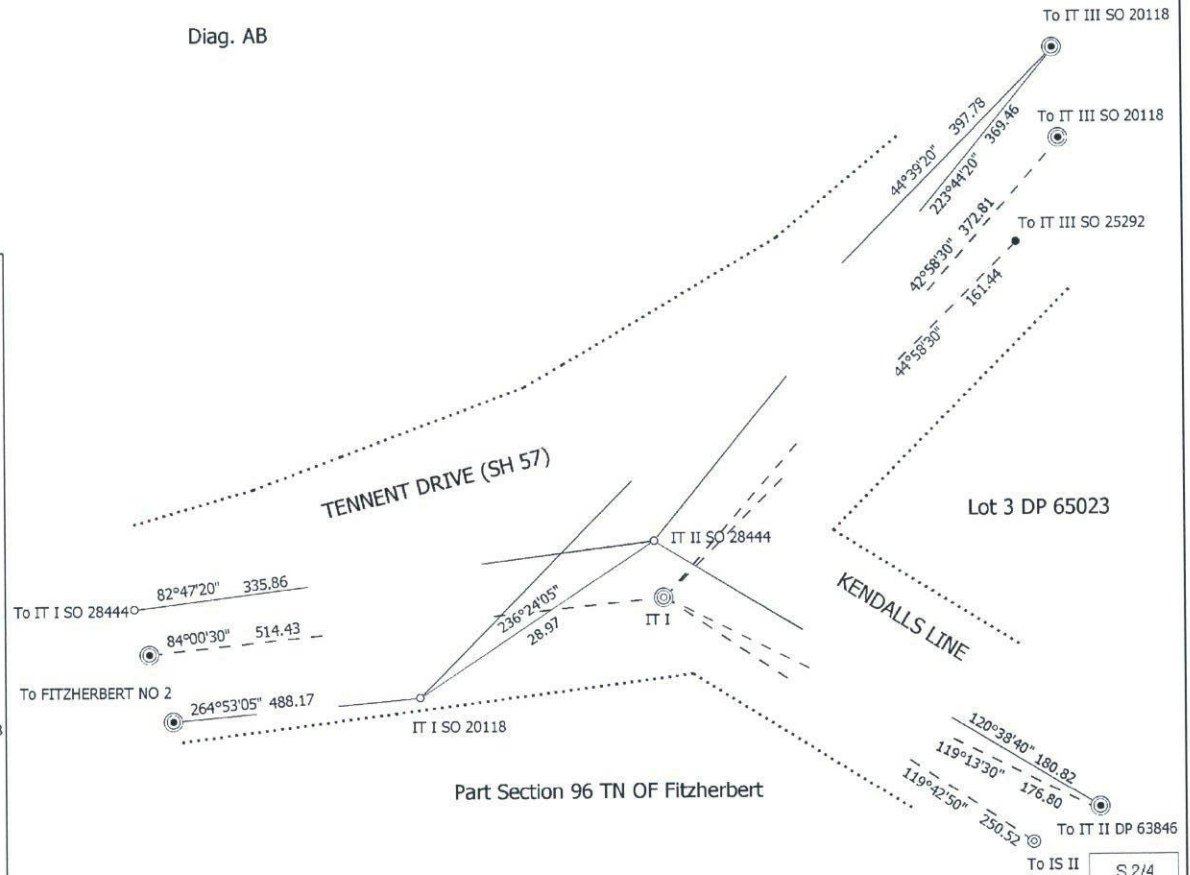 Diag. AB
To IT III SO 20118
397.78
44°39'20"
369.46
223°44'20"
To IT III SO 20118
372.81
42°58'30"
To IT III SO 25292
161.44
44°58'30"
TENNENT DRIVE (SH 57)
Lot 3 DP 65023
IT II SO 28444
KENDALLS LINE
82°47'20" 335.86
To IT I SO 28444
236°24'05"
28.97
IT I
84°00'30" 514.43
To FITZHERBERT NO 2
264°53'05" 488.17
IT I SO 20118
120°38'40" 180.82
119°13'30" 176.80
119°42'50" 250.52
Part Section 96 TN OF Fitzherbert
To IT II DP 63846
To IS II
S 2/4